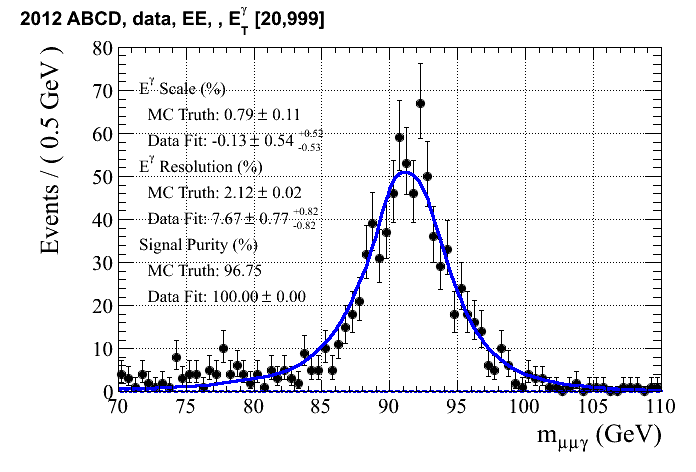 2012 ABCD, data, EE, , E_T^γ [20,999]
Events / ( 0.5 GeV )
80
70
60
50
40
30
20
10
0
E^γ Scale (%)
MC Truth: 0.79 ± 0.11
Data Fit: -0.13 ± 0.54 +0.52 -0.53
E^γ Resolution (%)
MC Truth: 2.12 ± 0.02
Data Fit: 7.67 ± 0.77 +0.82 -0.82
Signal Purity (%)
MC Truth: 96.75
Data Fit: 100.00 ± 0.00
70 75 80 85 90 95 100 105 110
m_μμγ (GeV)